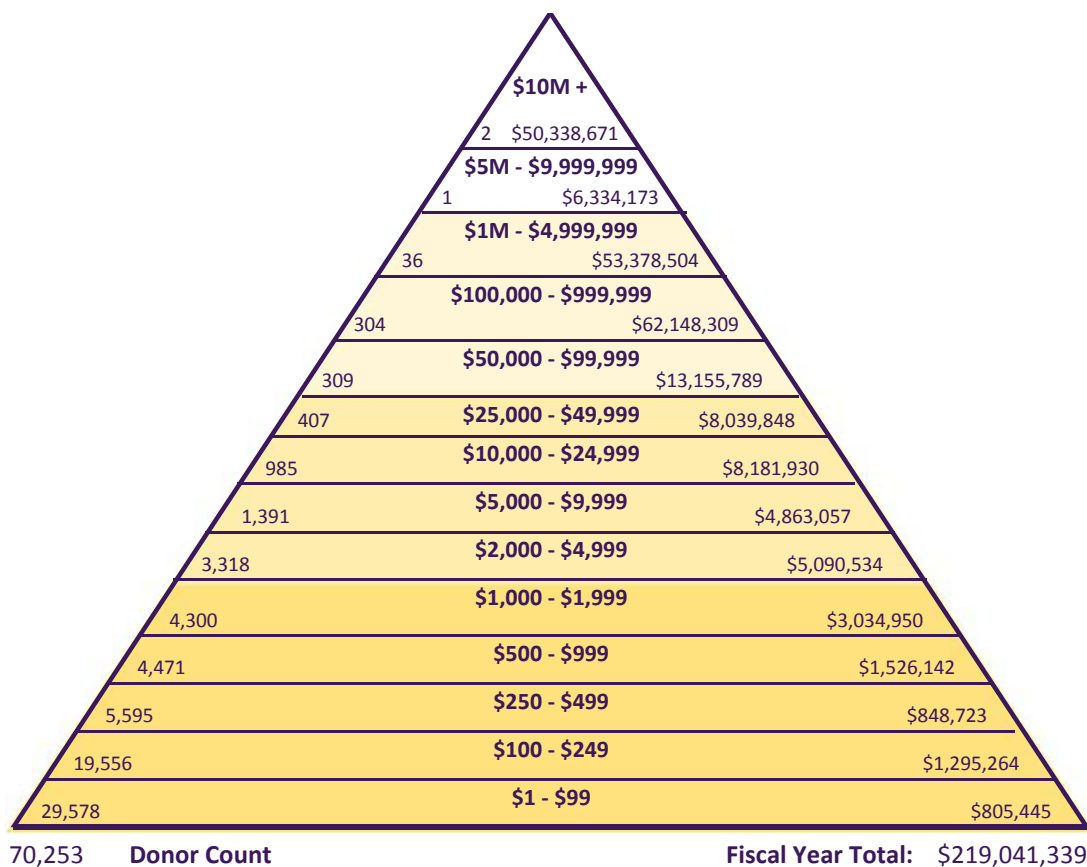 $10M +
2 $50,338,671
$5M - $9,999,999
1 $6,334,173
$1M - $4,999,999
36 $53,378,504
$100,000 - $999,999
304 $62,148,309
$50,000 - $99,999
309 $13,155,789
407 $25,000 - $49,999 $8,039,848
$10,000 - $24,999
985 $8,181,930
$5,000 - $9,999
1,391 $4,863,057
$2,000 - $4,999
3,318 $5,090,534
$1,000 - $1,999
4,300 $3,034,950
$500 - $999
4,471 $1,526,142
$250 - $499
5,595 $848,723
$100 - $249
19,556 $1,295,264
$1 - $99
29,578 $805,445
70,253 Donor Count Fiscal Year Total: $219,041,339